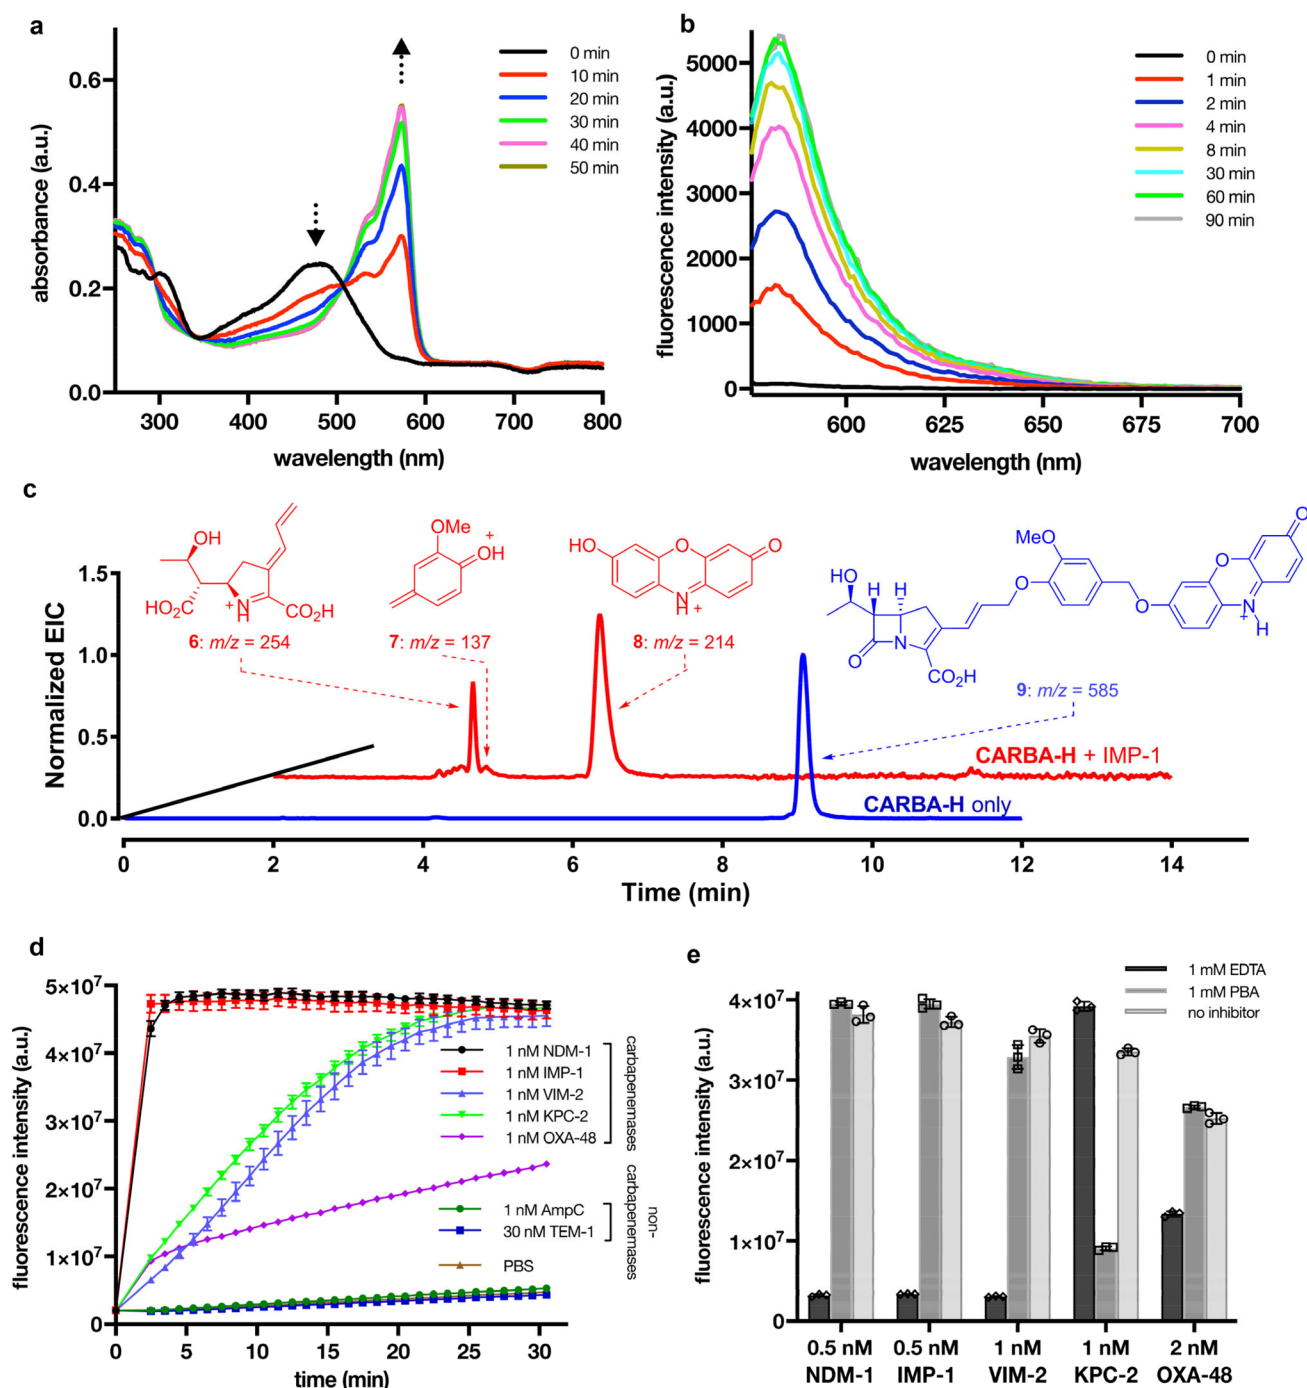 a
absorbance (a.u.)
0.6
0.4
0.2
0.0
300 400 500 600 700 800
wavelength (nm)
0 min
10 min
20 min
30 min
40 min
50 min
b
fluorescence intensity (a.u.)
5000
4000
3000
2000
1000
0
600 625 650 675 700
wavelength (nm)
0 min
1 min
2 min
4 min
8 min
30 min
60 min
90 min
c
Normalized EIC
1.5
1.0
0.5
0.0
0 2 4 6 8 10 12 14
Time (min)
OH
HO₂C
N
H
+
CO₂H
6: m/z = 254
OMe
+
OH
7: m/z = 137
HO
O
O
N
H
+
8: m/z = 214
HO
H
H
O
N
CO₂H
O
MeO
O
O
O
N
+
H
9: m/z = 585
CARBA-H + IMP-1
CARBA-H only
d
fluorescence intensity (a.u.)
5×10⁷
4×10⁷
3×10⁷
2×10⁷
1×10⁷
0
0 5 10 15 20 25 30
time (min)
1 nM NDM-1
1 nM IMP-1
1 nM VIM-2
1 nM KPC-2
1 nM OXA-48
carbapenemases
1 nM AmpC
30 nM TEM-1
non-
carbapenemases
PBS
e
fluorescence intensity (a.u.)
4×10⁷
3×10⁷
2×10⁷
1×10⁷
0
1 mM EDTA
1 mM PBA
no inhibitor
0.5 nM 0.5 nM 1 nM 1 nM 2 nM
NDM-1 IMP-1 VIM-2 KPC-2 OXA-48